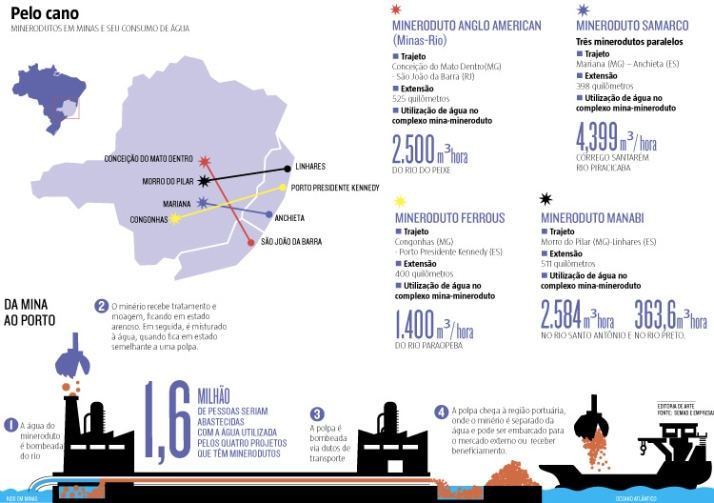 Pelo cano
MINERODUTOS EM MINAS E SEU CONSUMO DE ÁGUA
CONCEIÇÃO DO MATO DENTRO
MORRO DO PILAR
MARIANA
CONGONHAS
LINHARES
PORTO PRESIDENTE KENNEDY
ANCHIETA
SÃO JOÃO DA BARRA
MINERODUTO ANGLO AMERICAN
(Minas-Rio)
Trajeto
Conceição do Mato Dentro(MG)
- São João da Barra (RJ)
Extensão
525 quilômetros
Utilização de água no
complexo mina-mineroduto
2.500 m³hora
DO RIO DO PEIXE
MINERODUTO SAMARCO
Três minerodutos paralelos
Trajeto
Mariana (MG) – Anchieta (ES)
Extensão
398 quilômetros
Utilização de água no
complexo mina-mineroduto
4,399 m³/hora
CÓRREGO SANTARÉM
RIO PIRACICABA
MINERODUTO FERROUS
Trajeto
Congonhas (MG)
- Porto Presidente Kennedy (ES)
Extensão
400 quilômetros
Utilização de água no
complexo mina-mineroduto
1.400 m³/hora
DO RIO PARAOPEBA
MINERODUTO MANABI
Trajeto
Morro do Pilar (MG)-Linhares (ES)
Extensão
511 quilômetros
Utilização de água no
complexo mina-mineroduto
2.584 m³hora 363,6 m³hora
NO RIO SANTO ANTÔNIO E NO RIO PRETO.
DA MINA
AO PORTO
1 A água do
mineroduto
é bombeada
do rio
2 O minério recebe tratamento e
moagem, ficando em estado
arenoso. Em seguida, é misturado
à água, quando fica em estado
semelhante a uma polpa.
1,6 MILHÃO
DE PESSOAS SERIAM
ABASTECIDAS
COM A ÁGUA UTILIZADA
PELOS QUATRO PROJETOS
QUE TÊM MINERODUTOS
3 A polpa é
bombeada
via dutos de
transporte
4 A polpa chega à região portuária,
onde o minério é separado da
água e pode ser embarcado para
o mercado externo ou receber
beneficiamento.
EDITORIA DE ARTE
FONTE: SEMAD E EMPRESAS
RIOS EM MINAS
OCEANO ATLÂNTICO